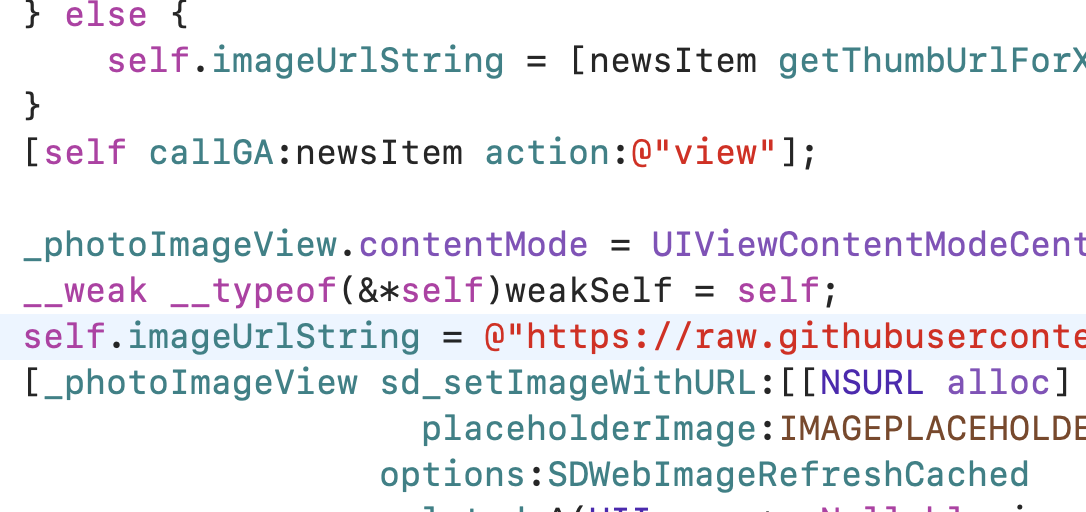 } else {
self.imageUrlString = [newsItem getThumbUrlForX
}
[self callGA:newsItem action:@"view"];
_photoImageView.contentMode = UIViewContentModeCent
__weak __typeof(&*self)weakSelf = self;
self.imageUrlString = @"https://raw.githubuserconte
[_photoImageView sd_setImageWithURL:[[NSURL alloc]
placeholderImage:IMAGEPLACEHOLDE
options:SDWebImageRefreshCached